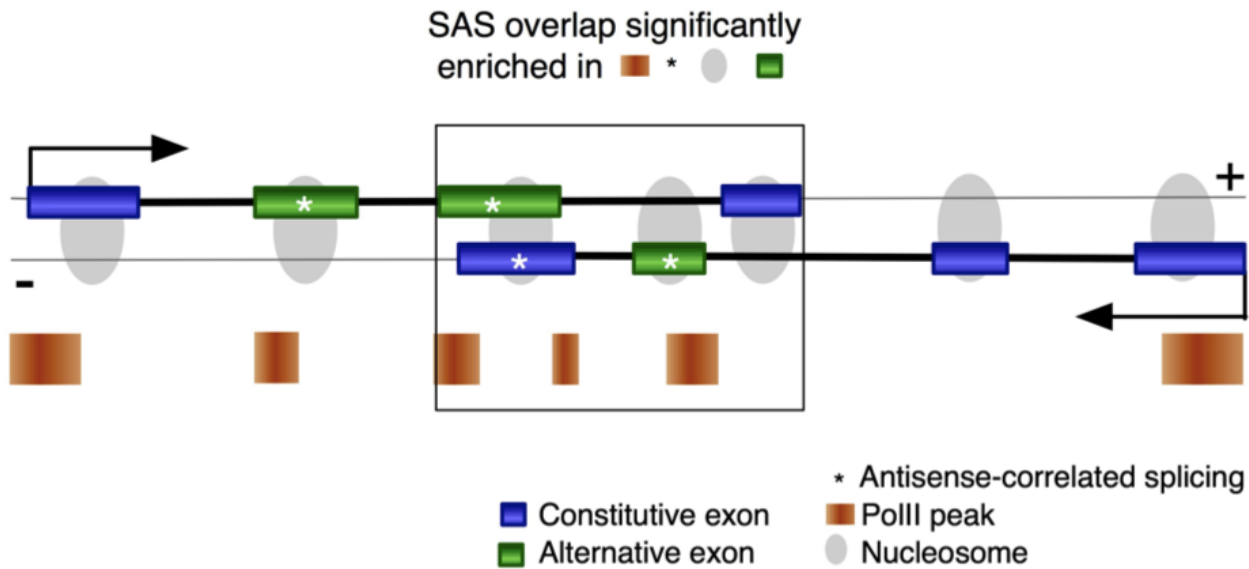 SAS overlap significantly
enriched in *
+
* *
* *
-
* Antisense-correlated splicing
Constitutive exon
PolII peak
Alternative exon
Nucleosome